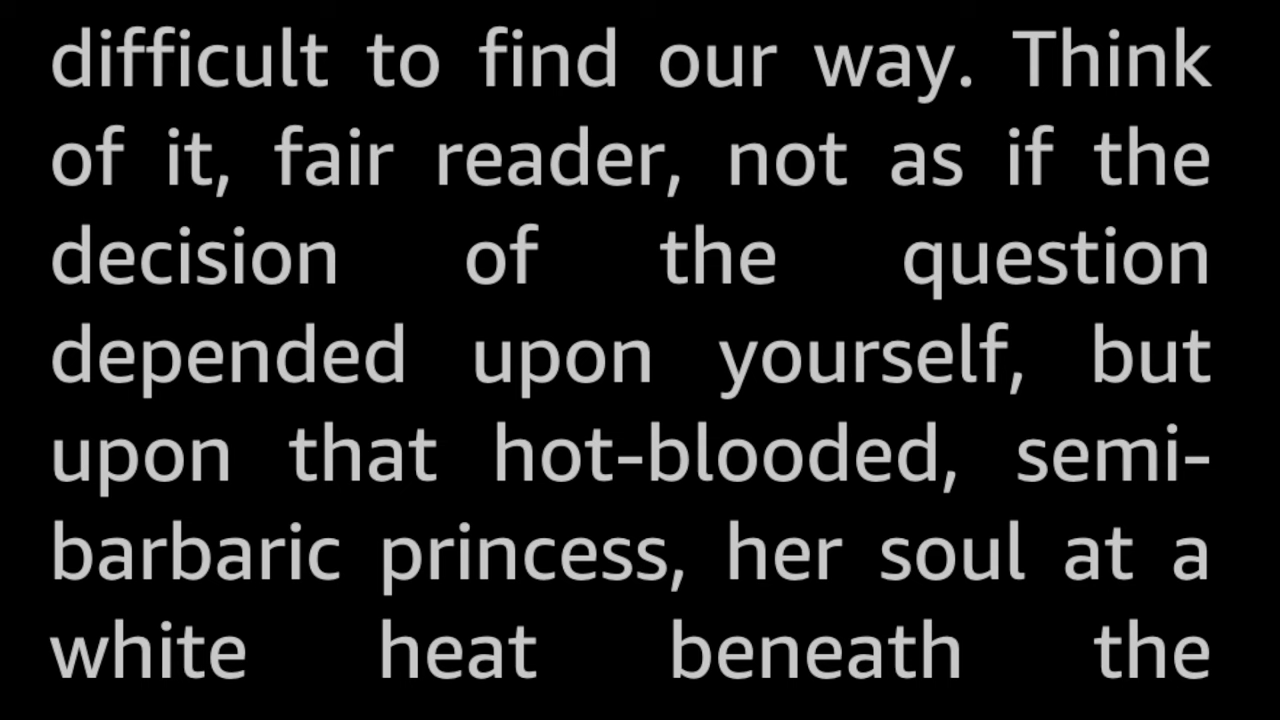 difficult to find our way. Think
of it, fair reader, not as if the
decision of the question
depended upon yourself, but
upon that hot-blooded, semi-
barbaric princess, her soul at a
white heat beneath the